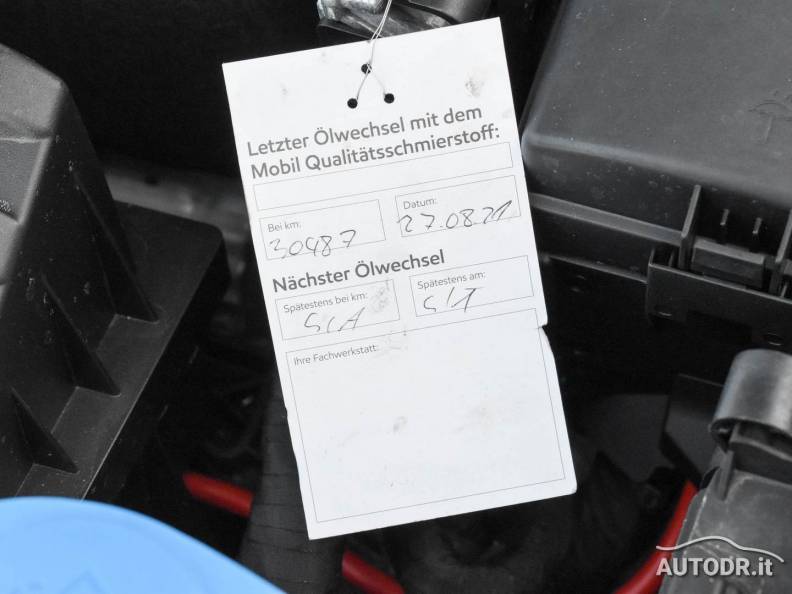 Letzter Ölwechsel mit dem
Mobil Qualitätsschmierstoff:
Bei km:
30487
Datum:
27.08.21
Nächster Ölwechsel
Spätestens bei km:
SIA
Spätestens am:
Ihre Fachwerkstatt:
AUTODR.it